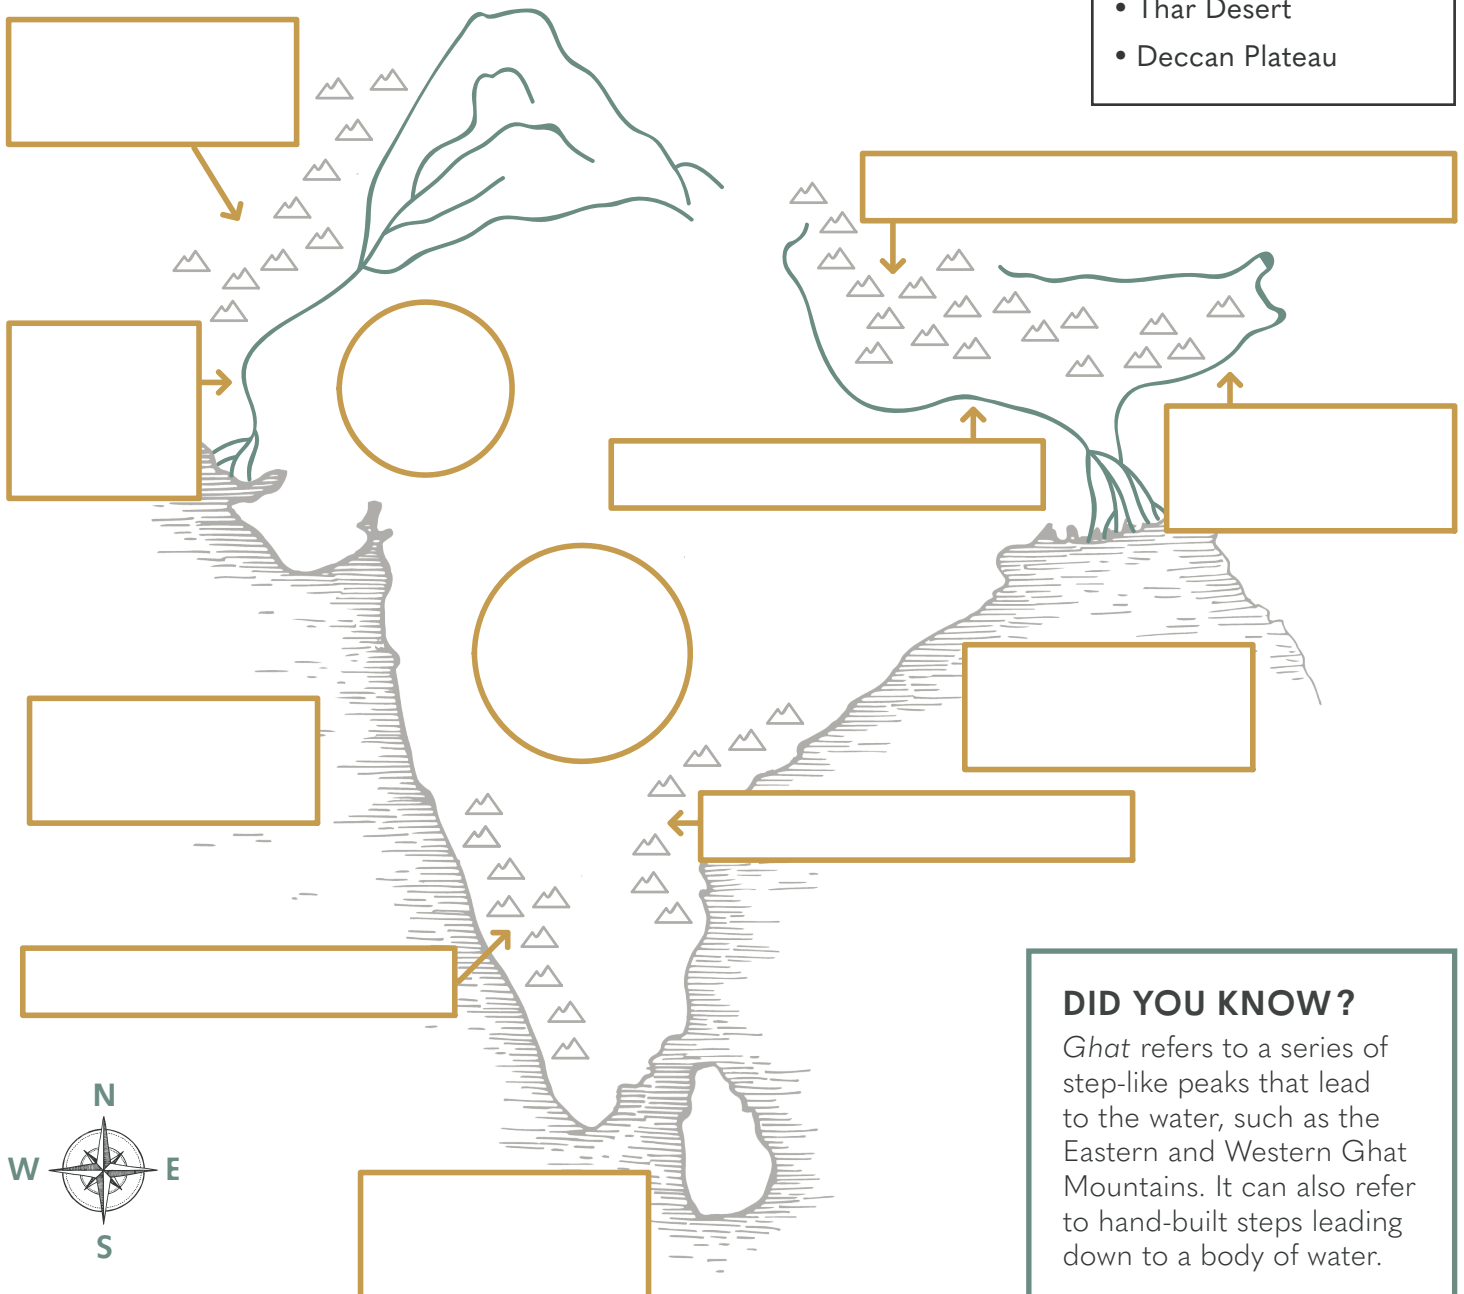 • Thar Desert
• Deccan Plateau
N
W E
S
DID YOU KNOW?
Ghat refers to a series of
step-like peaks that lead
to the water, such as the
Eastern and Western Ghat
Mountains. It can also refer
to hand-built steps leading
down to a body of water.